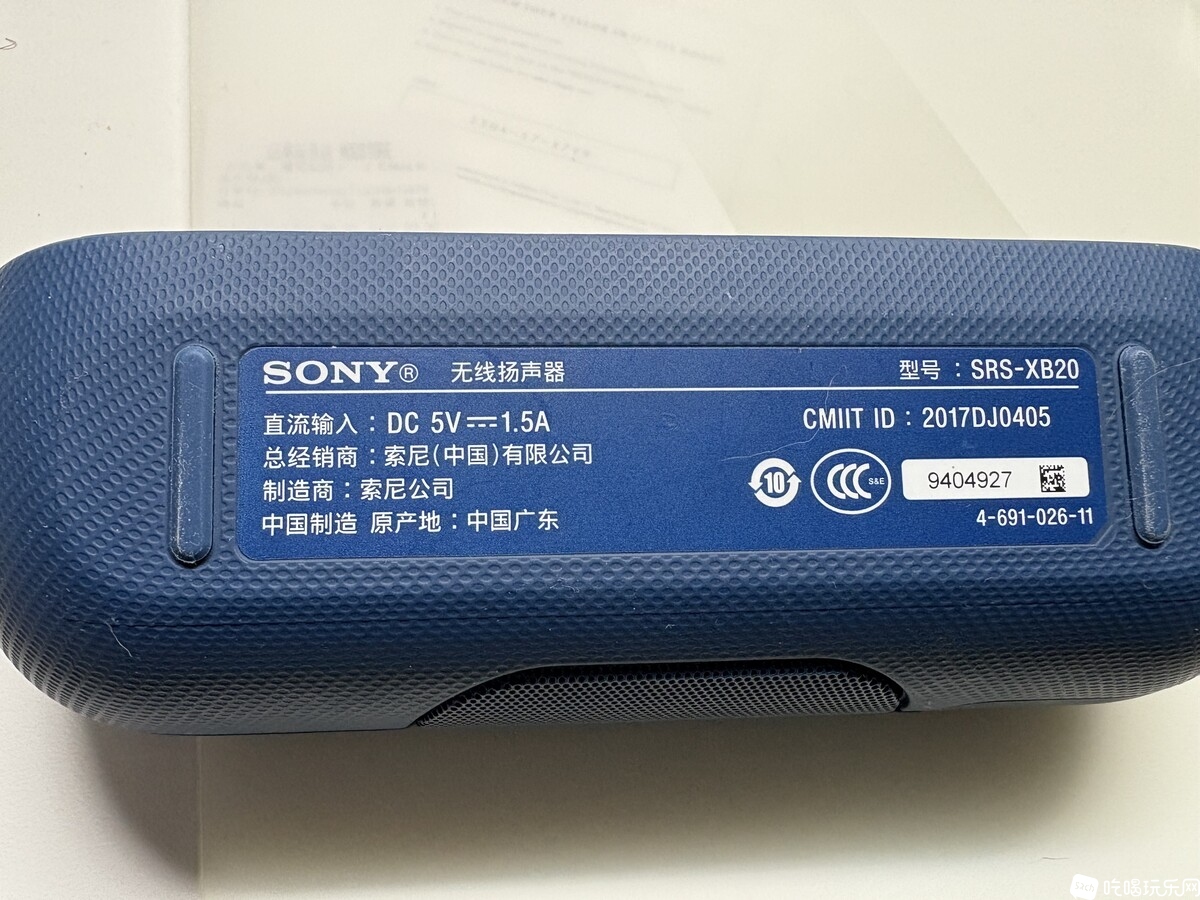 SONY® 无线扬声器 型号：SRS-XB20
直流输入：DC 5V⎓1.5A
CMIIT ID：2017DJ0405
总经销商：索尼(中国)有限公司
制造商：索尼公司
10
CCC S&E
9404927
中国制造 原产地：中国广东
4-691-026-11
吃喝玩乐网